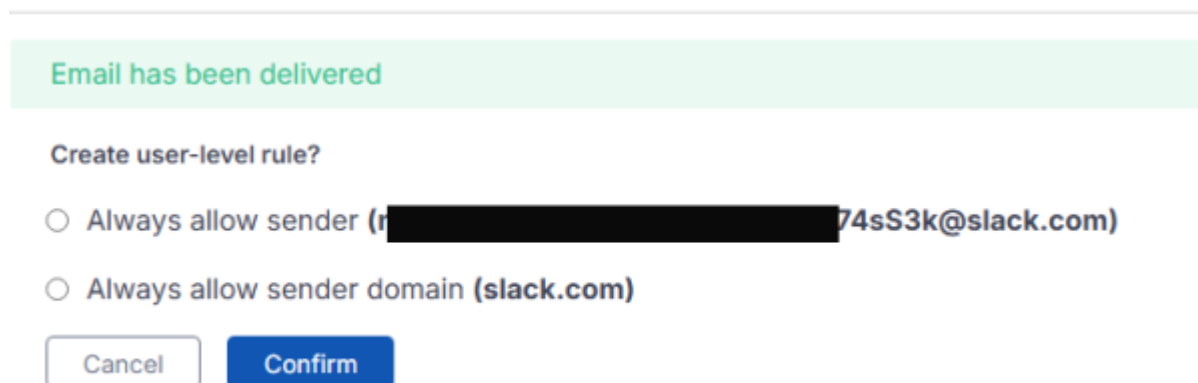 Email has been delivered
Create user-level rule?
Always allow sender (r 74sS3k@slack.com)
Always allow sender domain (slack.com)
Cancel Confirm